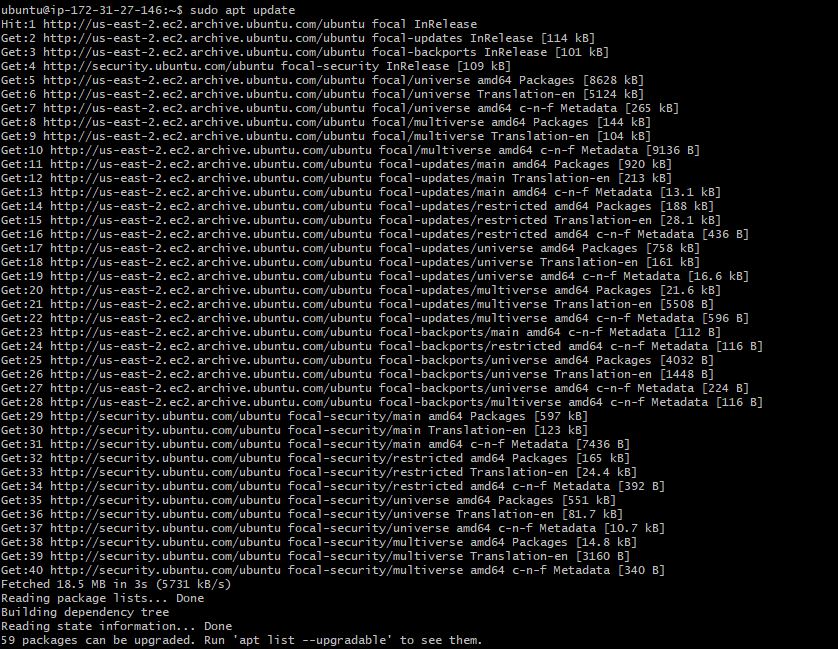 ubuntu@ip-172-31-27-146:~$ sudo apt update
Hit:1 http://us-east-2.ec2.archive.ubuntu.com/ubuntu focal InRelease
Get:2 http://us-east-2.ec2.archive.ubuntu.com/ubuntu focal-updates InRelease [114 kB]
Get:3 http://us-east-2.ec2.archive.ubuntu.com/ubuntu focal-backports InRelease [101 kB]
Get:4 http://security.ubuntu.com/ubuntu focal-security InRelease [109 kB]
Get:5 http://us-east-2.ec2.archive.ubuntu.com/ubuntu focal/universe amd64 Packages [8628 kB]
Get:6 http://us-east-2.ec2.archive.ubuntu.com/ubuntu focal/universe Translation-en [5124 kB]
Get:7 http://us-east-2.ec2.archive.ubuntu.com/ubuntu focal/universe amd64 c-n-f Metadata [265 kB]
Get:8 http://us-east-2.ec2.archive.ubuntu.com/ubuntu focal/multiverse amd64 Packages [144 kB]
Get:9 http://us-east-2.ec2.archive.ubuntu.com/ubuntu focal/multiverse Translation-en [104 kB]
Get:10 http://us-east-2.ec2.archive.ubuntu.com/ubuntu focal/multiverse amd64 c-n-f Metadata [9136 B]
Get:11 http://us-east-2.ec2.archive.ubuntu.com/ubuntu focal-updates/main amd64 Packages [920 kB]
Get:12 http://us-east-2.ec2.archive.ubuntu.com/ubuntu focal-updates/main Translation-en [213 kB]
Get:13 http://us-east-2.ec2.archive.ubuntu.com/ubuntu focal-updates/main amd64 c-n-f Metadata [13.1 kB]
Get:14 http://us-east-2.ec2.archive.ubuntu.com/ubuntu focal-updates/restricted amd64 Packages [188 kB]
Get:15 http://us-east-2.ec2.archive.ubuntu.com/ubuntu focal-updates/restricted Translation-en [28.1 kB]
Get:16 http://us-east-2.ec2.archive.ubuntu.com/ubuntu focal-updates/restricted amd64 c-n-f Metadata [436 B]
Get:17 http://us-east-2.ec2.archive.ubuntu.com/ubuntu focal-updates/universe amd64 Packages [758 kB]
Get:18 http://us-east-2.ec2.archive.ubuntu.com/ubuntu focal-updates/universe Translation-en [161 kB]
Get:19 http://us-east-2.ec2.archive.ubuntu.com/ubuntu focal-updates/universe amd64 c-n-f Metadata [16.6 kB]
Get:20 http://us-east-2.ec2.archive.ubuntu.com/ubuntu focal-updates/multiverse amd64 Packages [21.6 kB]
Get:21 http://us-east-2.ec2.archive.ubuntu.com/ubuntu focal-updates/multiverse Translation-en [5508 B]
Get:22 http://us-east-2.ec2.archive.ubuntu.com/ubuntu focal-updates/multiverse amd64 c-n-f Metadata [596 B]
Get:23 http://us-east-2.ec2.archive.ubuntu.com/ubuntu focal-backports/main amd64 c-n-f Metadata [112 B]
Get:24 http://us-east-2.ec2.archive.ubuntu.com/ubuntu focal-backports/restricted amd64 c-n-f Metadata [116 B]
Get:25 http://us-east-2.ec2.archive.ubuntu.com/ubuntu focal-backports/universe amd64 Packages [4032 B]
Get:26 http://us-east-2.ec2.archive.ubuntu.com/ubuntu focal-backports/universe Translation-en [1448 B]
Get:27 http://us-east-2.ec2.archive.ubuntu.com/ubuntu focal-backports/universe amd64 c-n-f Metadata [224 B]
Get:28 http://us-east-2.ec2.archive.ubuntu.com/ubuntu focal-backports/multiverse amd64 c-n-f Metadata [116 B]
Get:29 http://security.ubuntu.com/ubuntu focal-security/main amd64 Packages [597 kB]
Get:30 http://security.ubuntu.com/ubuntu focal-security/main Translation-en [123 kB]
Get:31 http://security.ubuntu.com/ubuntu focal-security/main amd64 c-n-f Metadata [7436 B]
Get:32 http://security.ubuntu.com/ubuntu focal-security/restricted amd64 Packages [165 kB]
Get:33 http://security.ubuntu.com/ubuntu focal-security/restricted Translation-en [24.4 kB]
Get:34 http://security.ubuntu.com/ubuntu focal-security/restricted amd64 c-n-f Metadata [392 B]
Get:35 http://security.ubuntu.com/ubuntu focal-security/universe amd64 Packages [551 kB]
Get:36 http://security.ubuntu.com/ubuntu focal-security/universe Translation-en [81.7 kB]
Get:37 http://security.ubuntu.com/ubuntu focal-security/universe amd64 c-n-f Metadata [10.7 kB]
Get:38 http://security.ubuntu.com/ubuntu focal-security/multiverse amd64 Packages [14.8 kB]
Get:39 http://security.ubuntu.com/ubuntu focal-security/multiverse Translation-en [3160 B]
Get:40 http://security.ubuntu.com/ubuntu focal-security/multiverse amd64 c-n-f Metadata [340 B]
Fetched 18.5 MB in 3s (5731 kB/s)
Reading package lists... Done
Building dependency tree
Reading state information... Done
59 packages can be upgraded. Run 'apt list --upgradable' to see them.